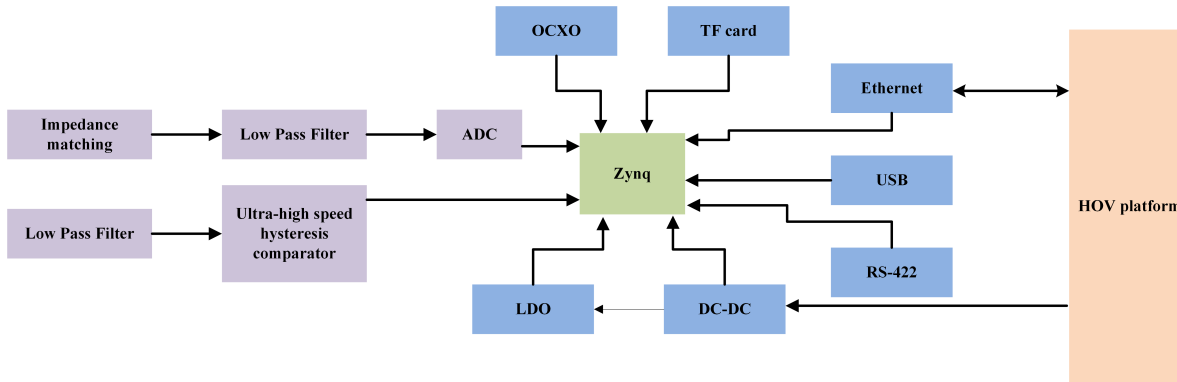 OCXO
TF card
Ethernet
Impedance
matching
Low Pass Filter
ADC
Zynq
USB
HOV platform
Low Pass Filter
Ultra-high speed
hysteresis
comparator
RS-422
LDO
DC-DC